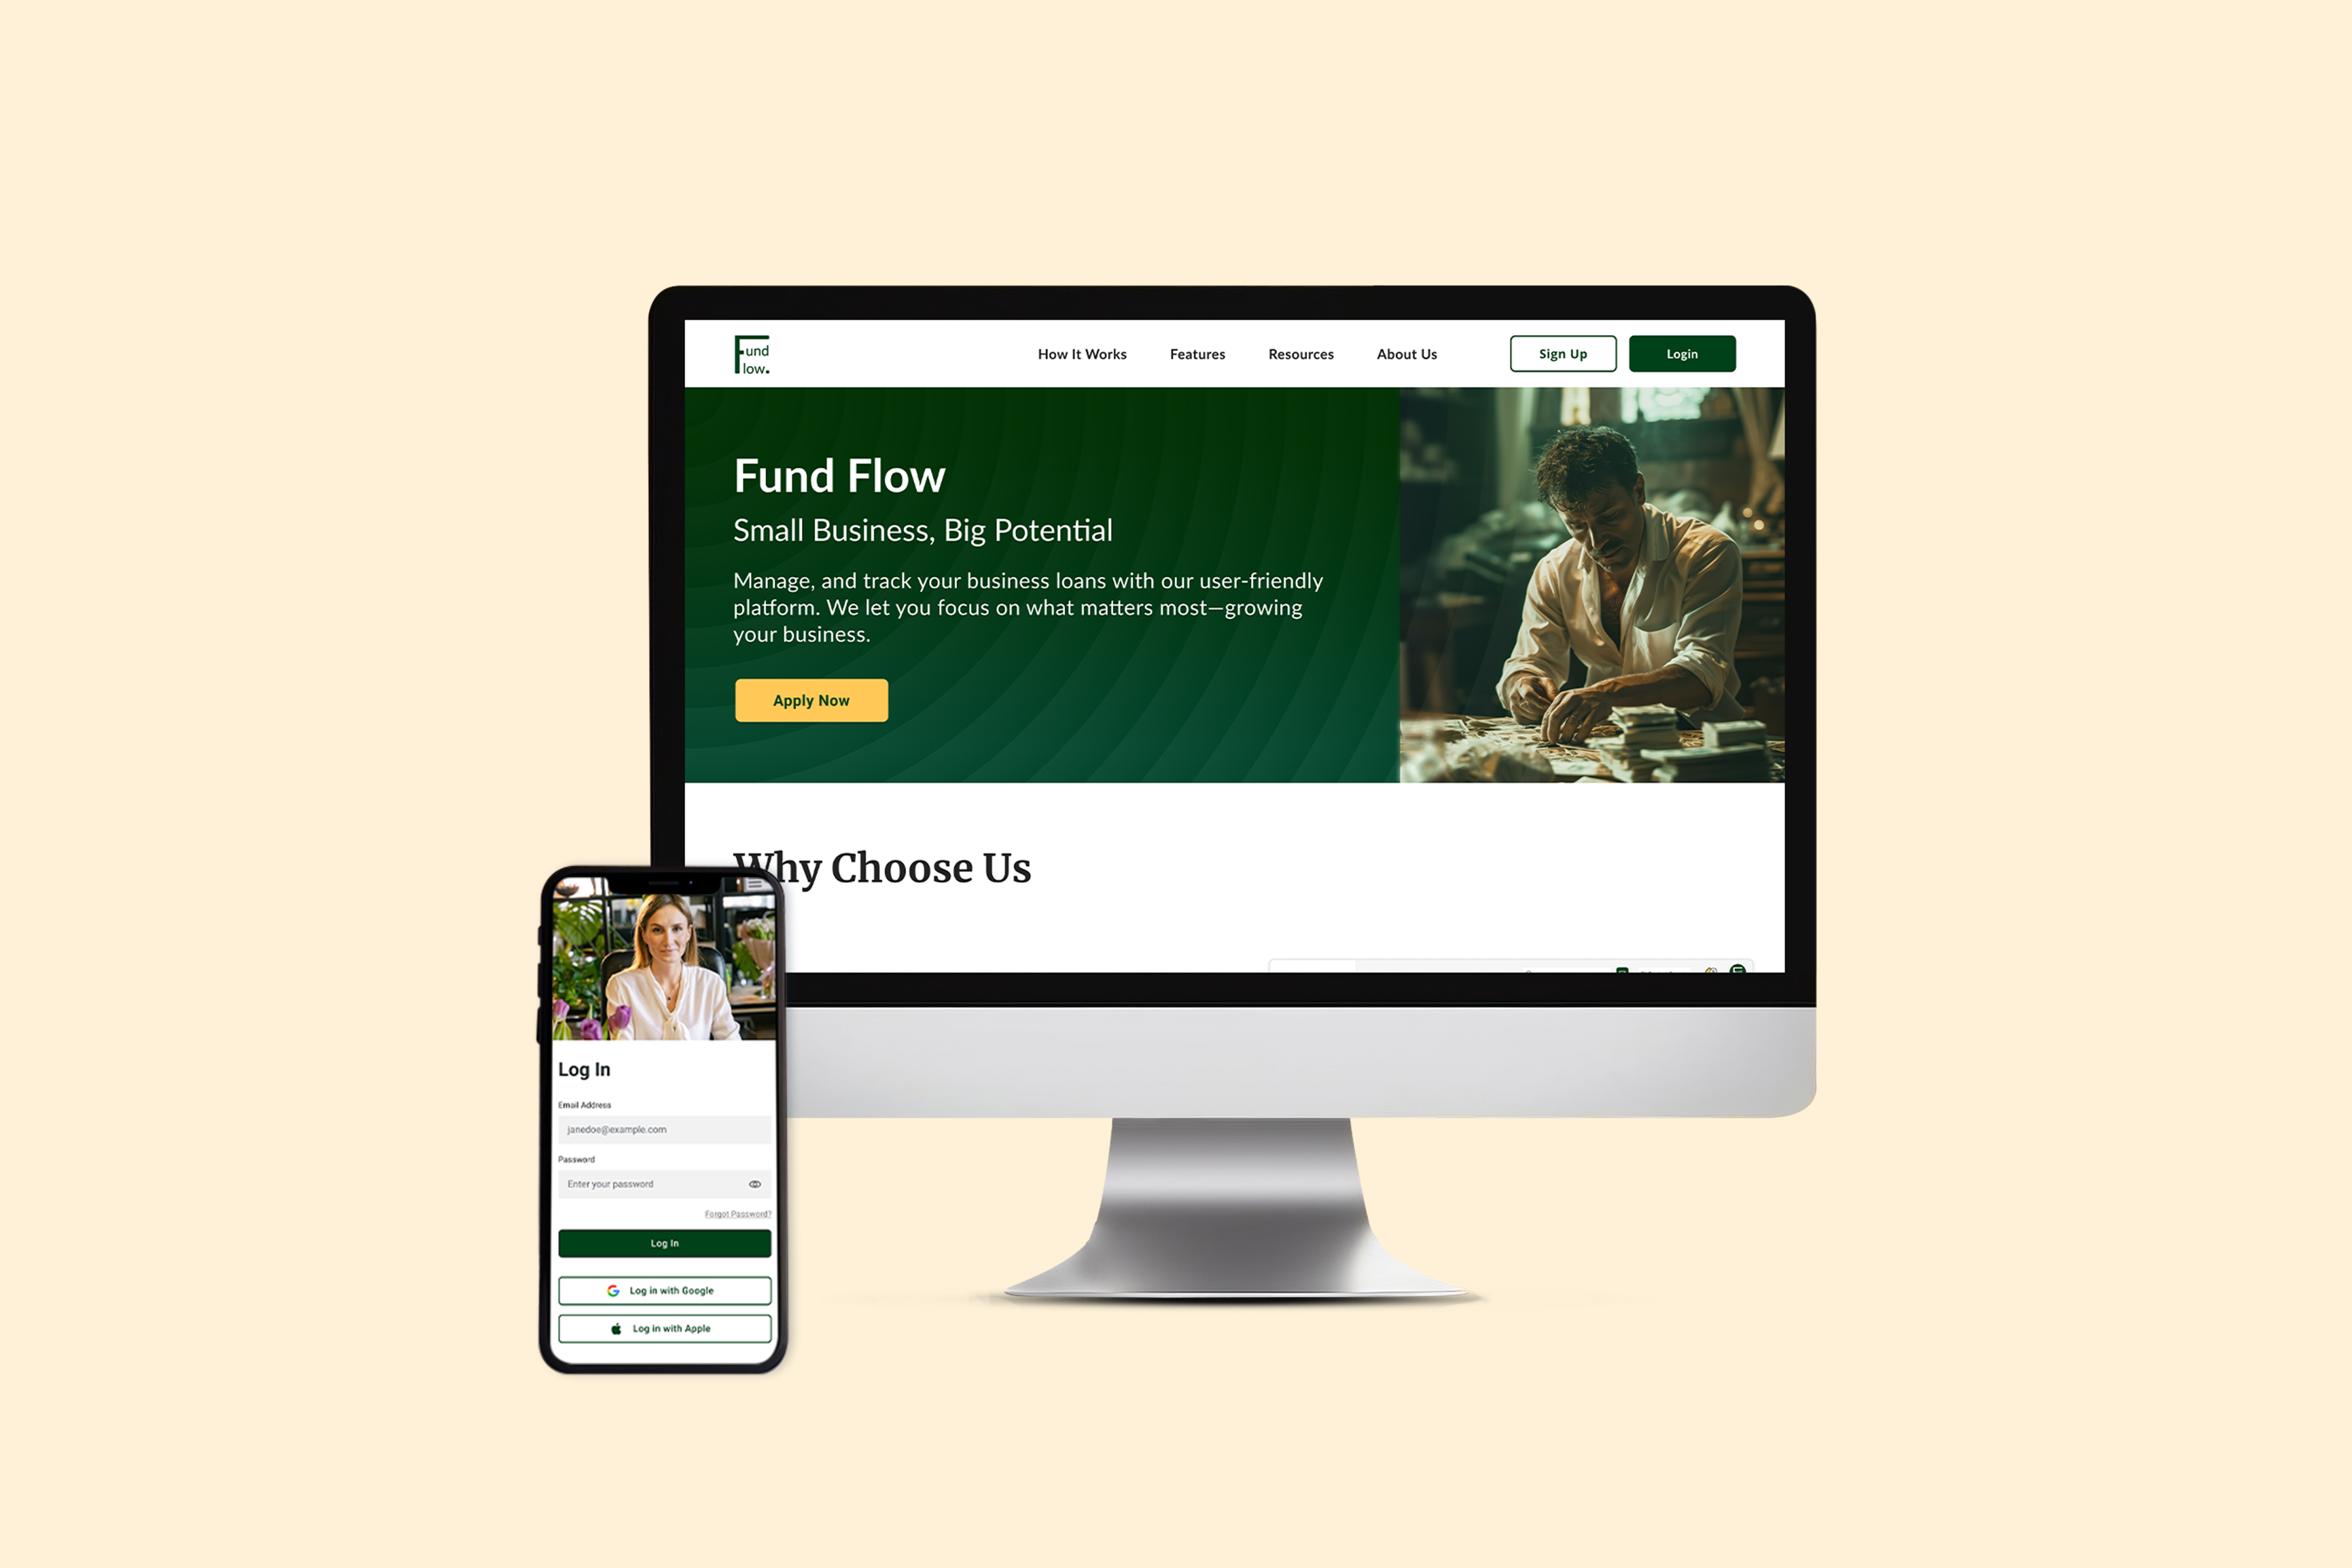 Fund
low.
How It Works
Features
Resources
About Us
Sign Up
Login
Fund Flow
Small Business, Big Potential
Manage, and track your business loans with our user-friendly
platform. We let you focus on what matters most—growing
your business.
Apply Now
Why Choose Us
Log In
Email Address
janedoe@example.com
Password
Enter your password
Forgot Password?
Log In
Log in with Google
Log in with Apple